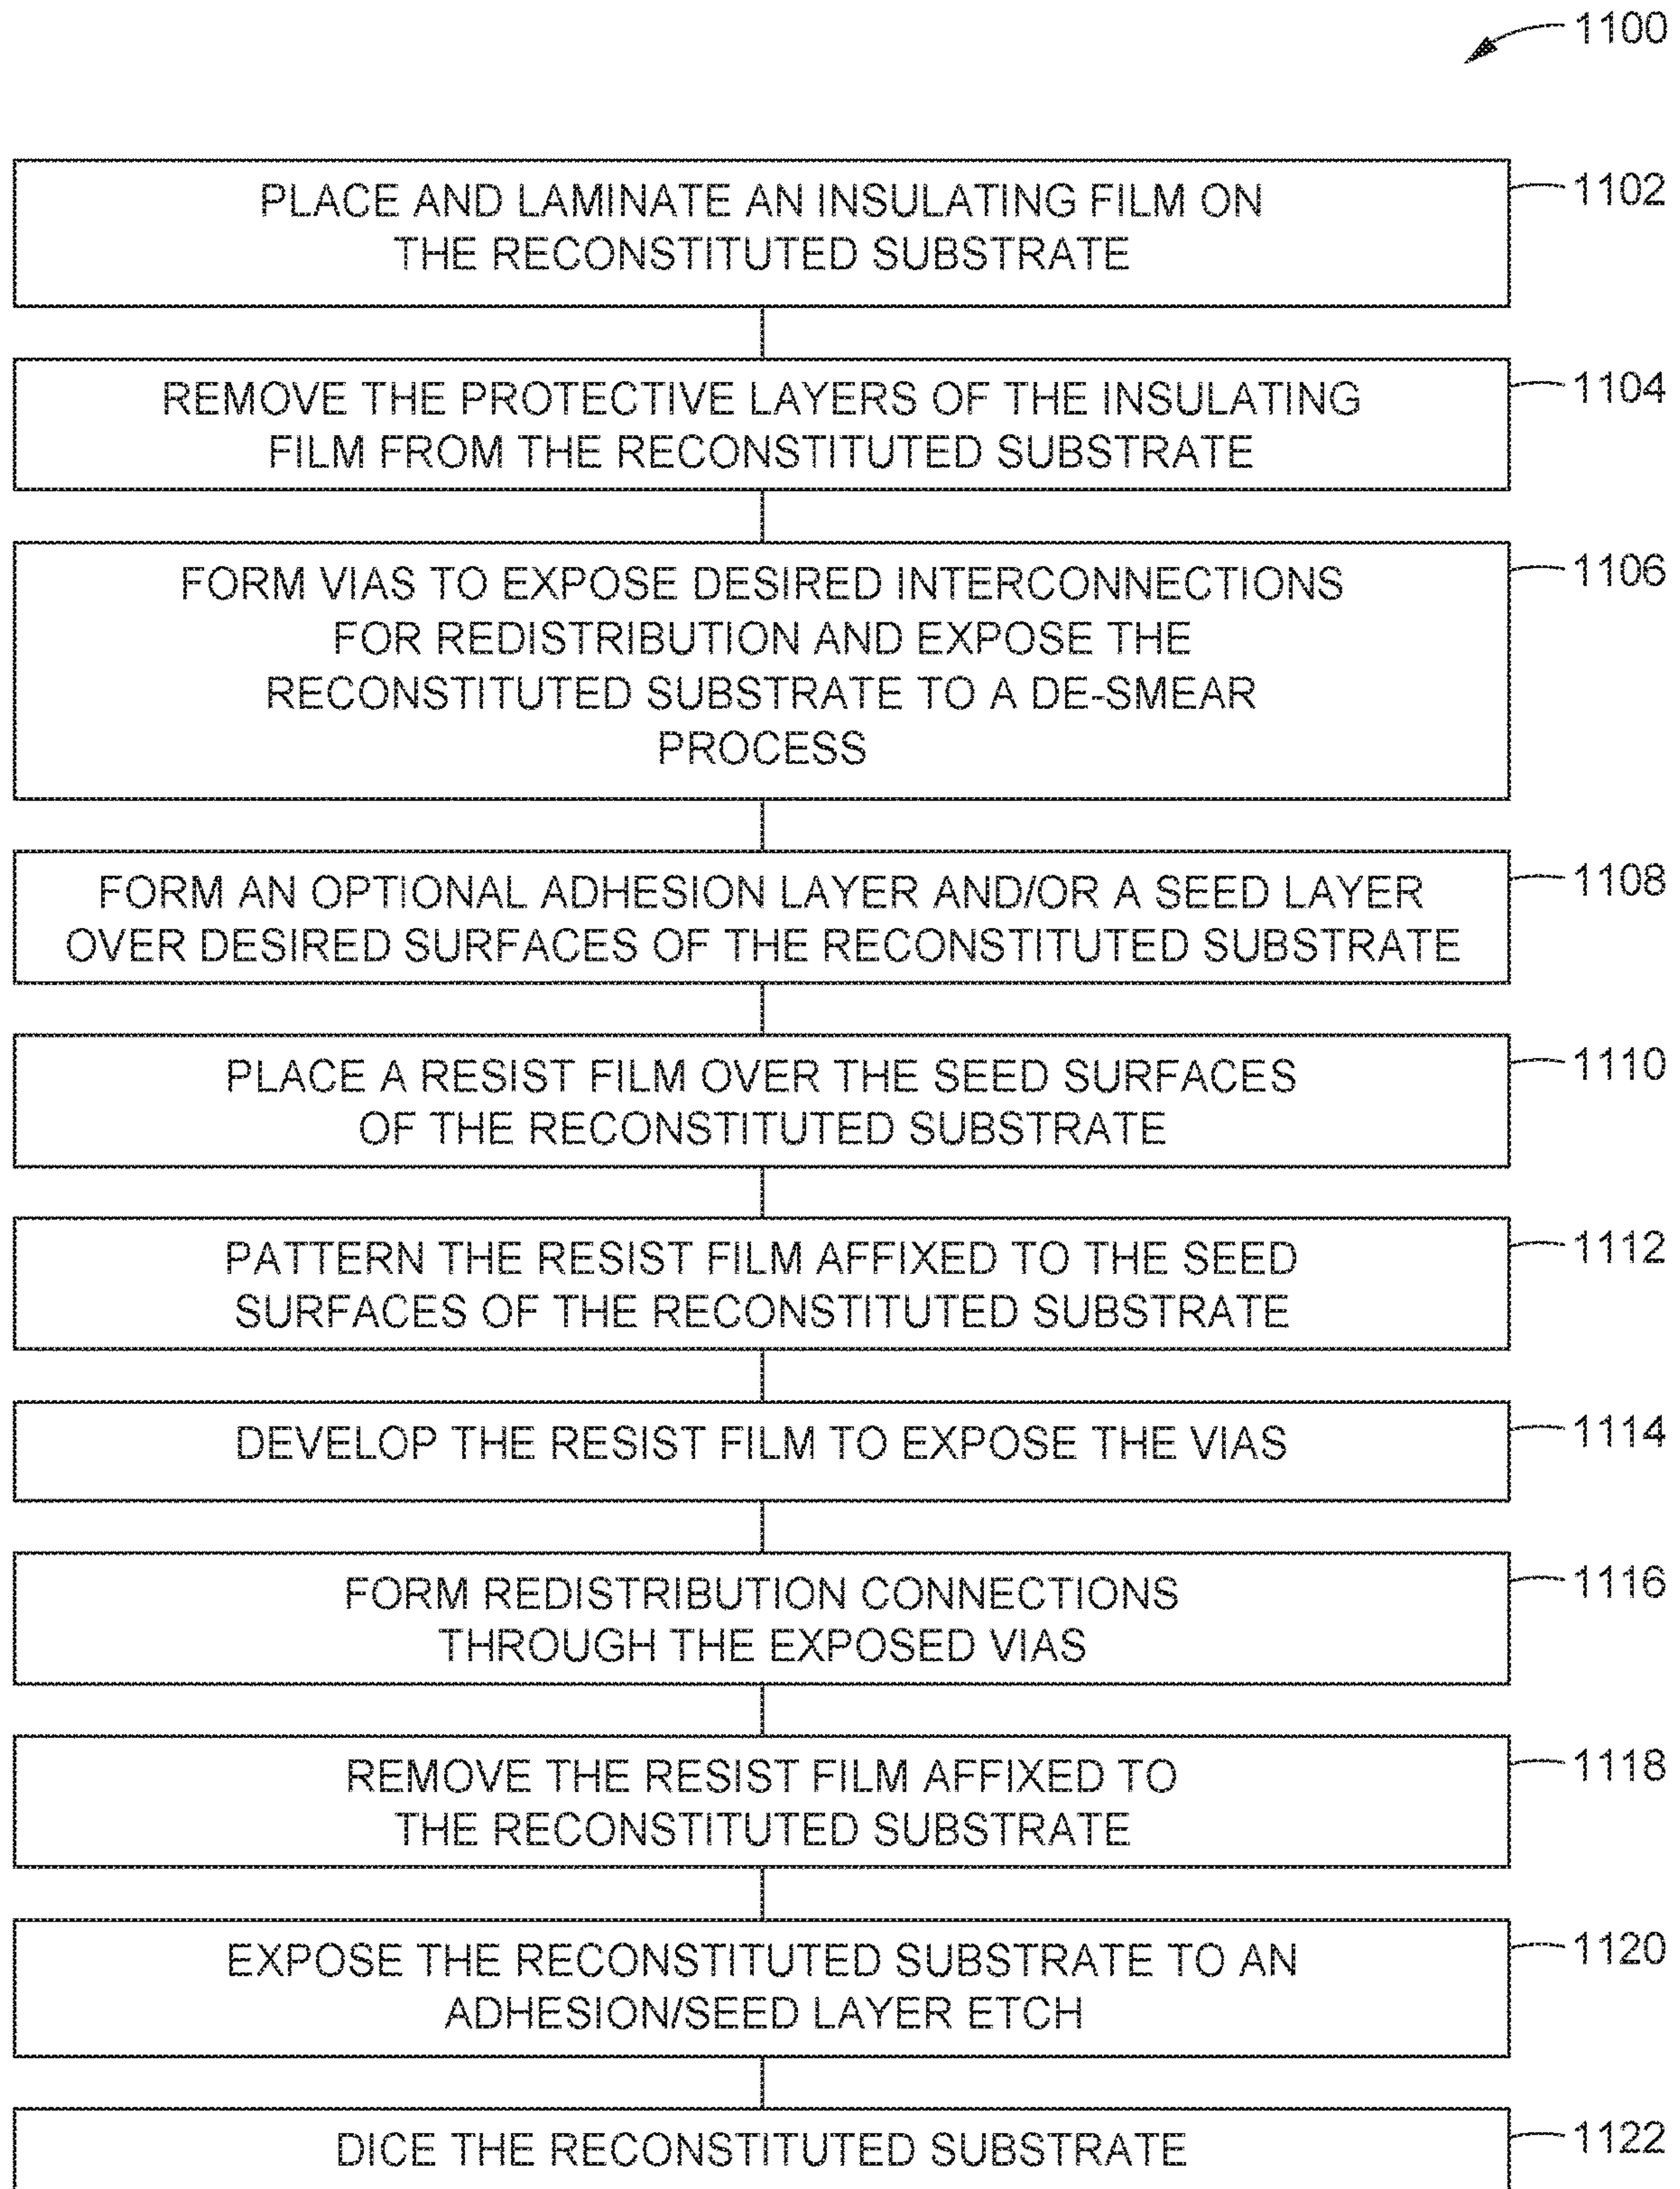 1100
PLACE AND LAMINATE AN INSULATING FILM ON
THE RECONSTITUTED SUBSTRATE
1102
REMOVE THE PROTECTIVE LAYERS OF THE INSULATING
FILM FROM THE RECONSTITUTED SUBSTRATE
1104
FORM VIAS TO EXPOSE DESIRED INTERCONNECTIONS
FOR REDISTRIBUTION AND EXPOSE THE
RECONSTITUTED SUBSTRATE TO A DE-SMEAR
PROCESS
1106
FORM AN OPTIONAL ADHESION LAYER AND/OR A SEED LAYER
OVER DESIRED SURFACES OF THE RECONSTITUTED SUBSTRATE
1108
PLACE A RESIST FILM OVER THE SEED SURFACES
OF THE RECONSTITUTED SUBSTRATE
1110
PATTERN THE RESIST FILM AFFIXED TO THE SEED
SURFACES OF THE RECONSTITUTED SUBSTRATE
1112
DEVELOP THE RESIST FILM TO EXPOSE THE VIAS
1114
FORM REDISTRIBUTION CONNECTIONS
THROUGH THE EXPOSED VIAS
1116
REMOVE THE RESIST FILM AFFIXED TO
THE RECONSTITUTED SUBSTRATE
1118
EXPOSE THE RECONSTITUTED SUBSTRATE TO AN
ADHESION/SEED LAYER ETCH
1120
DICE THE RECONSTITUTED SUBSTRATE
1122